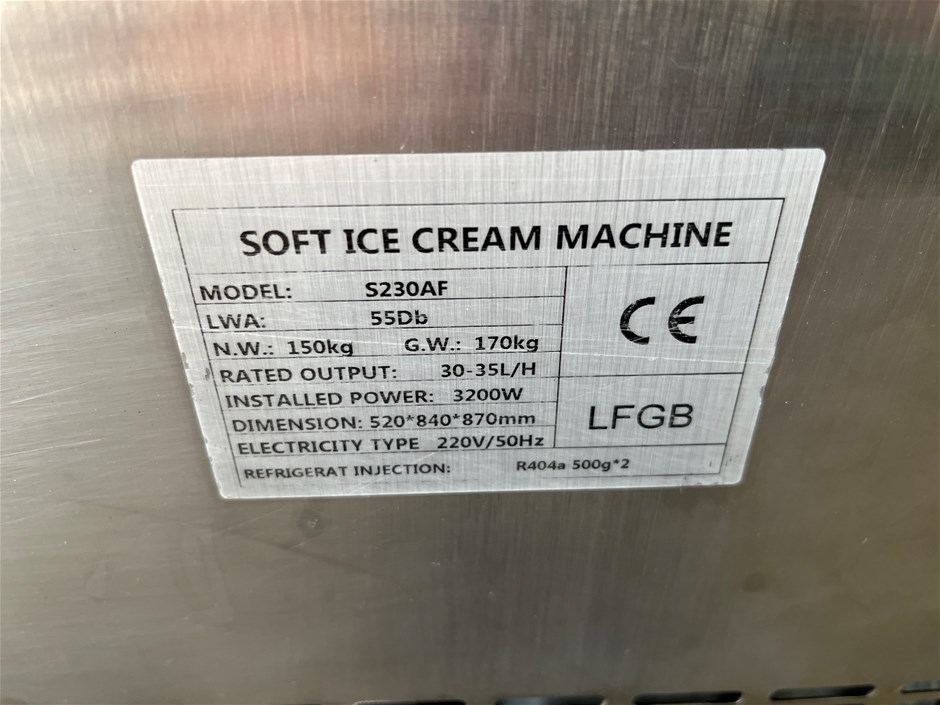 SOFT ICE CREAM MACHINE
MODEL: S230AF
LWA: 55Db
N.W.: 150kg G.W.: 170kg
RATED OUTPUT: 30-35L/H
INSTALLED POWER: 3200W
DIMENSION: 520*840*870mm
ELECTRICITY TYPE 220V/50Hz
CE
LFGB
REFRIGERAT INJECTION: R404a 500g*2